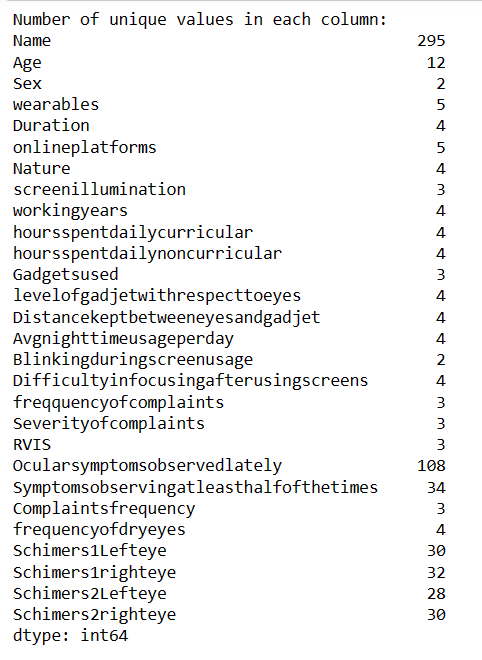 Number of unique values in each column:
Name 295
Age 12
Sex 2
wearables 5
Duration 4
onlineplatforms 5
Nature 4
screenillumination 3
workingyears 4
hoursspentdailycurricular 4
hoursspentdailynoncurricular 4
Gadgetsused 3
levelofgadjetwithrespecttoeyes 4
Distancekeptbetweeneyesandgadjet 4
Avgnighttimeusageperday 4
Blinkingduringscreenusage 2
Difficultyinfocusingafterusingscreens 4
freqquencyofcomplaints 3
Severityofcomplaints 3
RVIS 3
Ocularsymptomsobservedlately 108
Symptomsobservingatleasthalfofthetimes 34
Complaintsfrequency 3
frequencyofdryeyes 4
Schimers1Lefteye 30
Schimers1righteye 32
Schimers2Lefteye 28
Schimers2righteye 30
dtype: int64